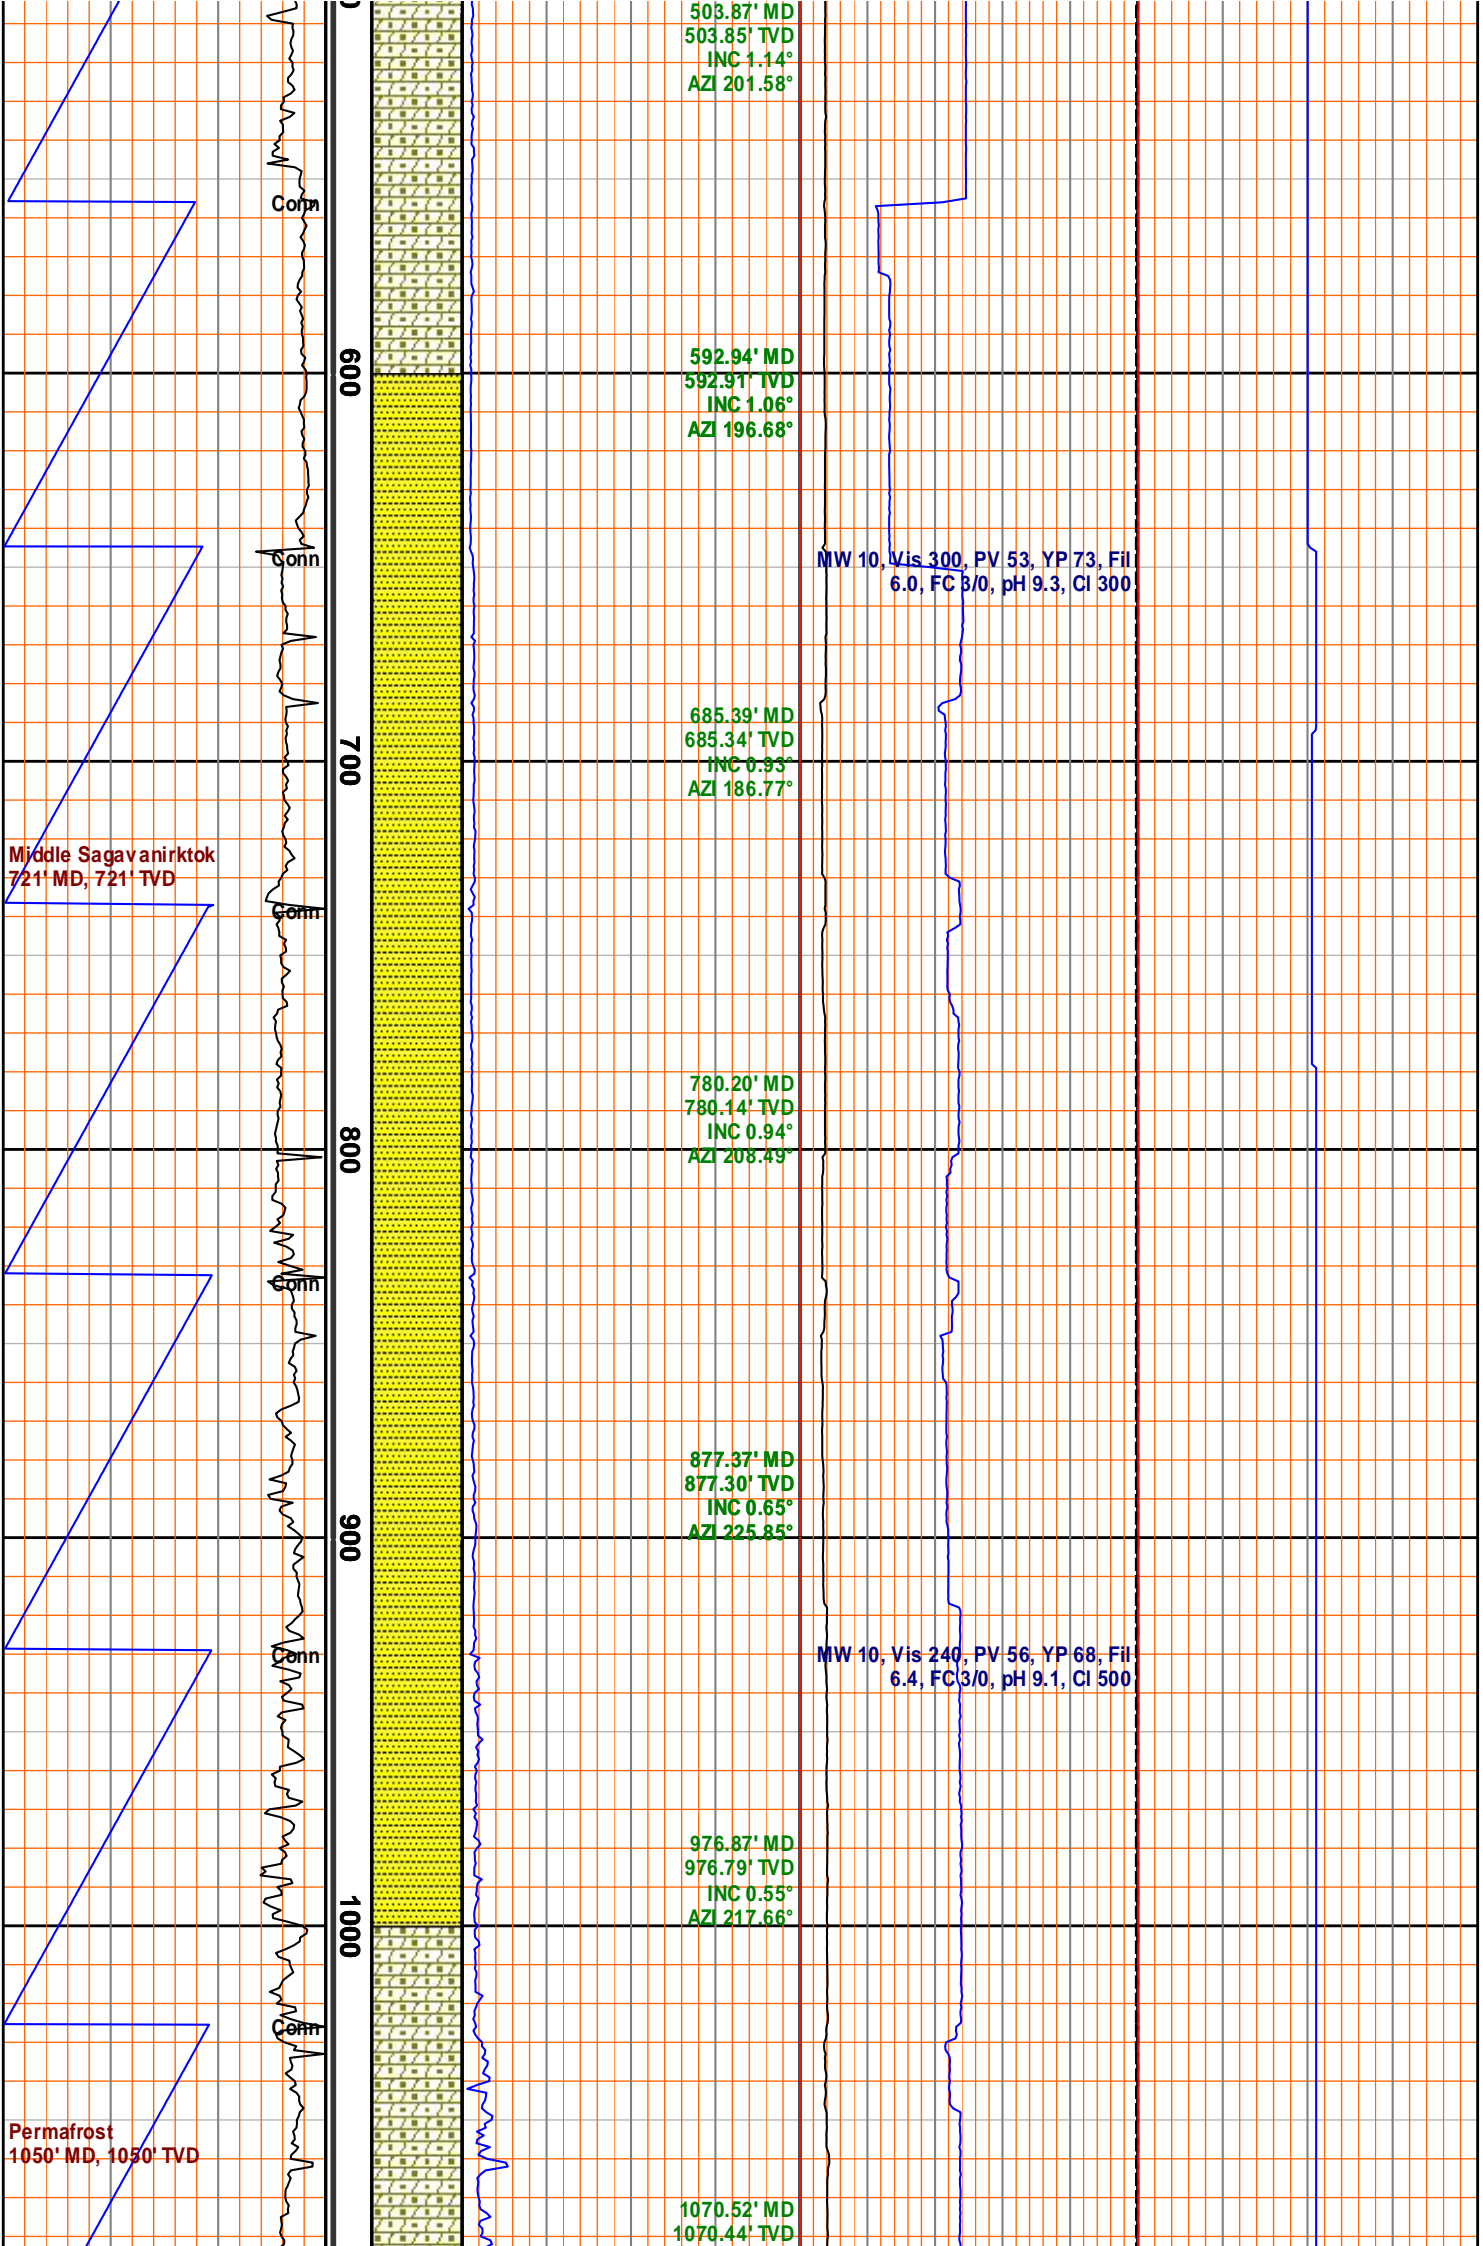 503.87' MD
503.85' TVD
INC 1.14°
AZI 201.58°
Conn
600
592.94' MD
592.91' TVD
INC 1.06°
AZI 196.68°
Conn
MW 10, Vis 300, PV 53, YP 73, Fil
6.0, FC 3/0, pH 9.3, Cl 300
700
685.39' MD
685.34' TVD
INC 0.93°
AZI 186.77°
Middle Sagavanirktok
721' MD, 721' TVD
Conn
800
780.20' MD
780.14' TVD
INC 0.94°
AZI 208.49°
Conn
900
877.37' MD
877.30' TVD
INC 0.65°
AZI 225.85°
Conn
MW 10, Vis 240, PV 56, YP 68, Fil
6.4, FC 3/0, pH 9.1, Cl 500
976.87' MD
976.79' TVD
INC 0.55°
AZI 217.66°
1000
Conn
Permafrost
1050' MD, 1050' TVD
1070.52' MD
1070.44' TVD